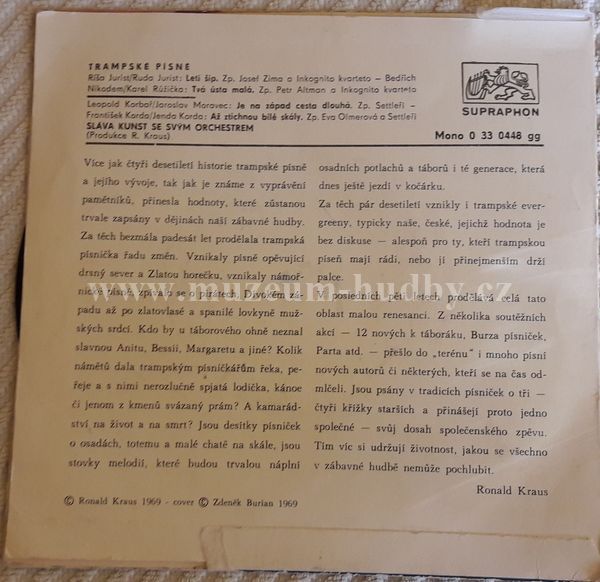 TRAMPSKÉ PÍSNĚ
Ríša Jurist/Ruda Jurist: Letí šíp. Zp. Josef Zíma a Inkognito kvarteto – Bedřich
Nikodem/Karel Růžička: Tvá ústa malá. Zp. Petr Altman a Inkognito kvarteto –
Leopold Korbař/Jaroslav Moravec: Je na západ cesta dlouhá. Zp. Settleři –
František Korda/Jenda Korda: Až ztichnou bílé skály. Zp. Eva Olmerová a Settleři
SLÁVA KUNST SE SVÝM ORCHESTREM
(Produkce R. Kraus)
SUPRAPHON
Mono 0 33 0448 gg
Více jak čtyři desetiletí historie trampské písně
a jejího vývoje, tak jak je známe z vyprávění
pamětníků, přinesla hodnoty, které zůstanou
trvale zapsány v dějinách naší zábavné hudby.
Za těch bezmála padesát let prodělala trampská
písnička řadu změn. Vznikaly písně opěvující
drsný sever a Zlatou horečku, vznikaly námoř-
nické písně, zpívalo se o pirátech, Divokém zá-
padu až po zlatovlasé a spanilé lovkyně muž-
ských srdcí. Kdo by u táborového ohně neznal
slavnou Anitu, Bessii, Margaretu a jiné? Kolik
námětů dala trampským písničkářům řeka, pe-
řeje a s nimi nerozlučně spjatá lodička, kánoe
či jenom z kmenů svázaný prám? A kamarád-
ství na život a na smrt? Jsou desítky písniček
o osadách, totemu a malé chatě na skále, jsou
stovky melodií, které budou trvalou náplní
osadních potlachů a táborů i té generace, která
dnes ještě jezdí v kočárku.
Za těch pár desetiletí vznikly i trampské ever-
greeny, typicky naše, české, jejichž hodnota je
bez diskuse – alespoň pro ty, kteří trampskou
píseň mají rádi, nebo jí přinejmenším drží
palce.
V posledních pěti letech prodělává celá tato
oblast malou renesanci. Z několika soutěžních
akcí – 12 nových k táboráku, Burza písniček,
Parta atd. – přešlo do „terénu“ i mnoho písní
nových autorů či některých, kteří se na čas od-
mlčeli. Jsou psány v tradicích písniček o tři –
čtyři křížky starších a přinášejí proto jedno
společné – svůj dosah společenského zpěvu.
Tím víc si udržují životnost, jakou se všechno
v zábavné hudbě nemůže pochlubit.
Ronald Kraus
© Ronald Kraus 1969 - cover © Zdeněk Burian 1969
www.muzeum-hudby.cz